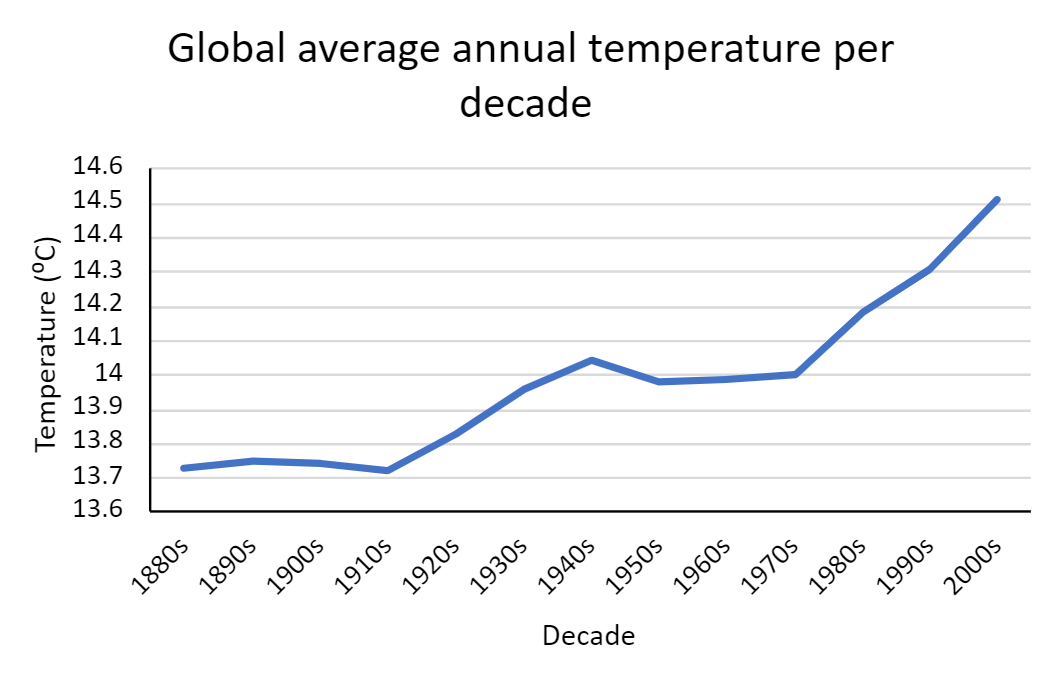 Global average annual temperature per
decade
14.6
14.5
14.4
14.3
14.2
14.1
14
13.9
13.8
13.7
13.6
Temperature (⁰C)
1880s
1890s
1900s
1910s
1920s
1930s
1940s
1950s
1960s
1970s
1980s
1990s
2000s
Decade